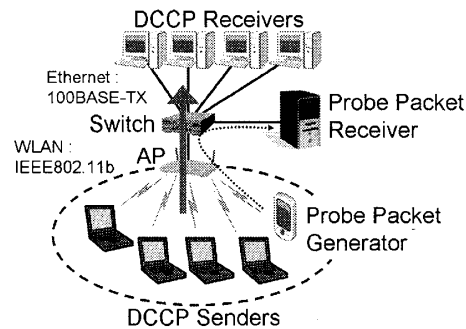 DCCP Receivers
Ethernet :
100BASE-TX
Switch
Probe Packet
Receiver
WLAN :
IEEE802.11b
AP
Probe Packet
Generator
DCCP Senders